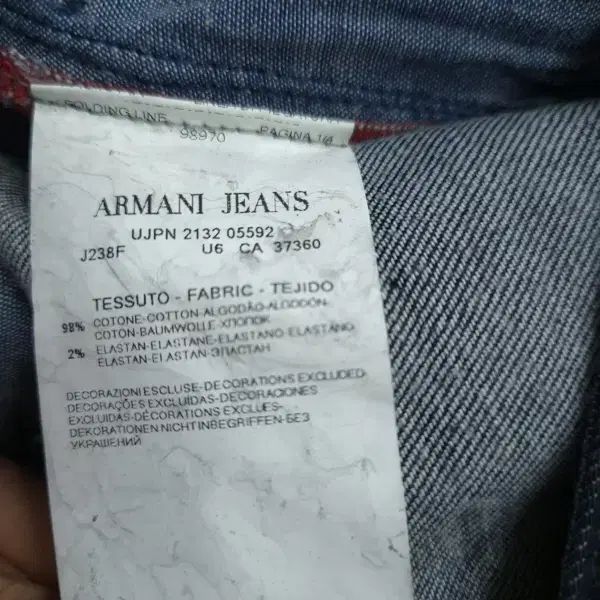 FOLDING LINE
98970 PAGINA 1/8
ARMANI JEANS
UJPN 2132 05592
J238F U6 CA 37360
TESSUTO - FABRIC - TEJIDO
98% COTONE-COTTON-ALGODÃO-ALGODÓN-
COTON-BAUMWOLLE-ХЛОПОК
2% ELASTAN-ELASTANE-ELASTANO-ELASTANO
ELASTAN-ELASTAN-ЭЛАСТАН
DECORAZIONI ESCLUSE-DECORATIONS EXCLUDED
DECORAÇÕES EXCLUIDAS-DECORACIONES
EXCLUIDAS-DÉCORATIONS EXCLUES-
DEKORATIONEN NICHT INBEGRIFFEN-БЕЗ
УКРАШЕНИЙ